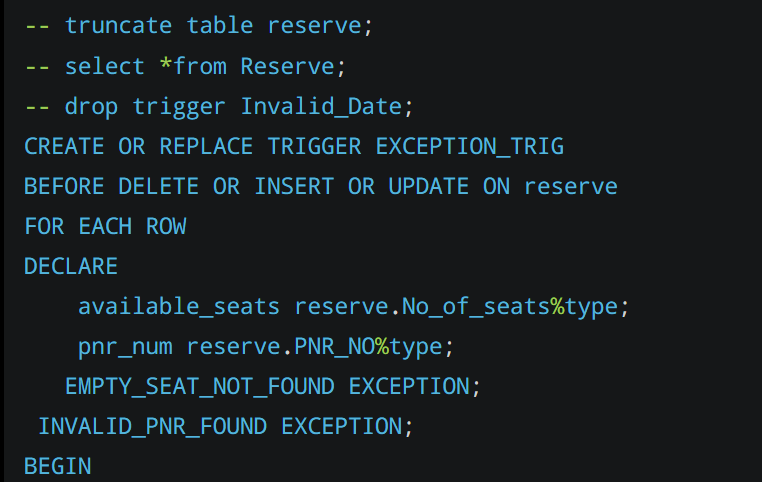 -- truncate table reserve;
-- select *from Reserve;
-- drop trigger Invalid_Date;
CREATE OR REPLACE TRIGGER EXCEPTION_TRIG
BEFORE DELETE OR INSERT OR UPDATE ON reserve
FOR EACH ROW
DECLARE
    available_seats reserve.No_of_seats%type;
    pnr_num reserve.PNR_NO%type;
   EMPTY_SEAT_NOT_FOUND EXCEPTION;
 INVALID_PNR_FOUND EXCEPTION;
BEGIN